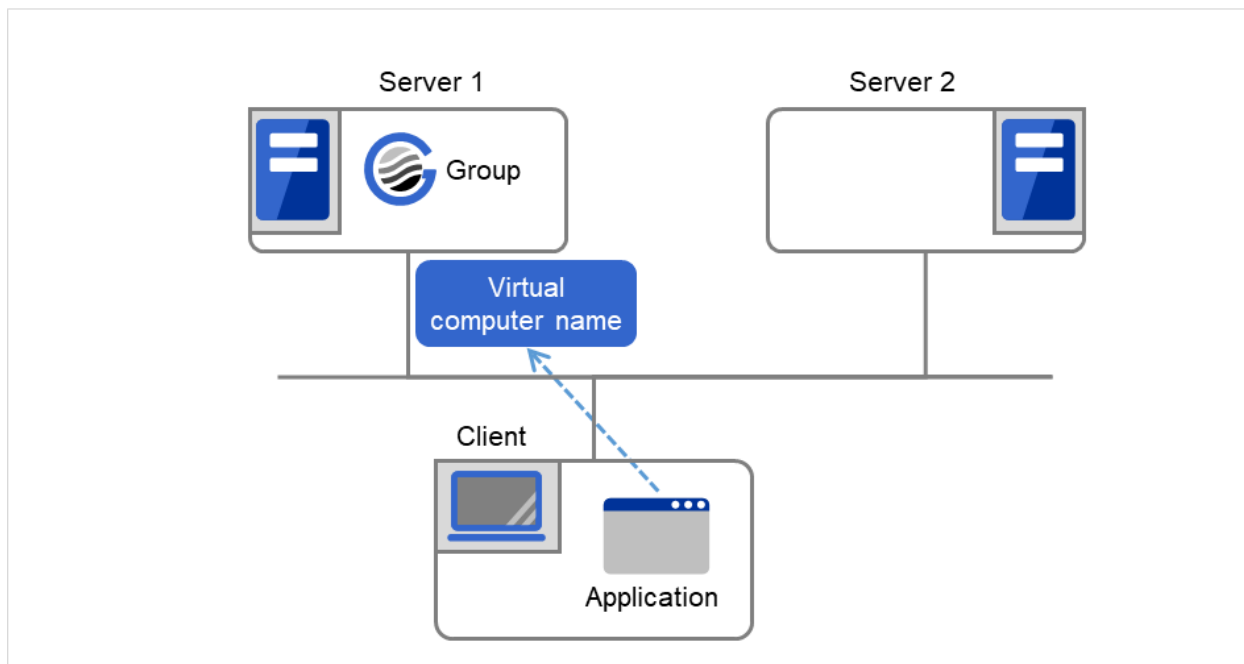 Server 1
Server 2
Group
Virtual
computer name
Client
Application